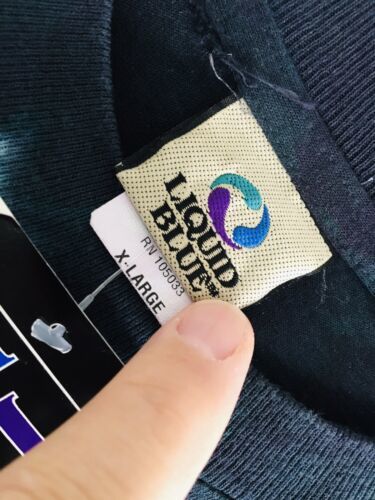 LIQUID
BLUE
RN 105033
X-LARGE